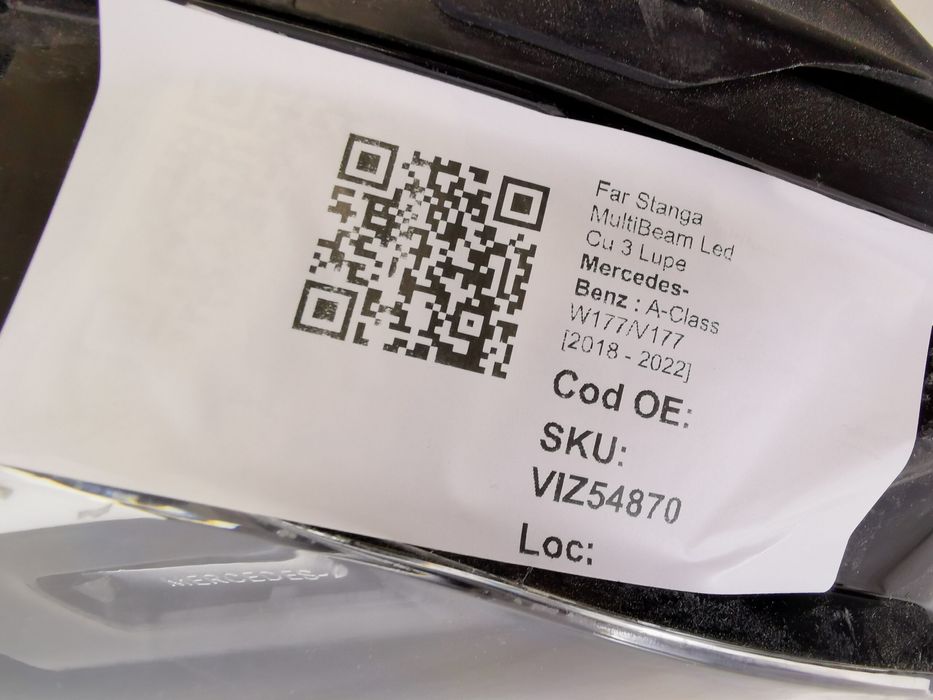 Far Stanga
MultiBeam Led
Cu 3 Lupe
Mercedes-
Benz : A-Class
W177/V177
[2018 - 2022]
Cod OE:
SKU:
VIZ54870
Loc:
MERCEDES-